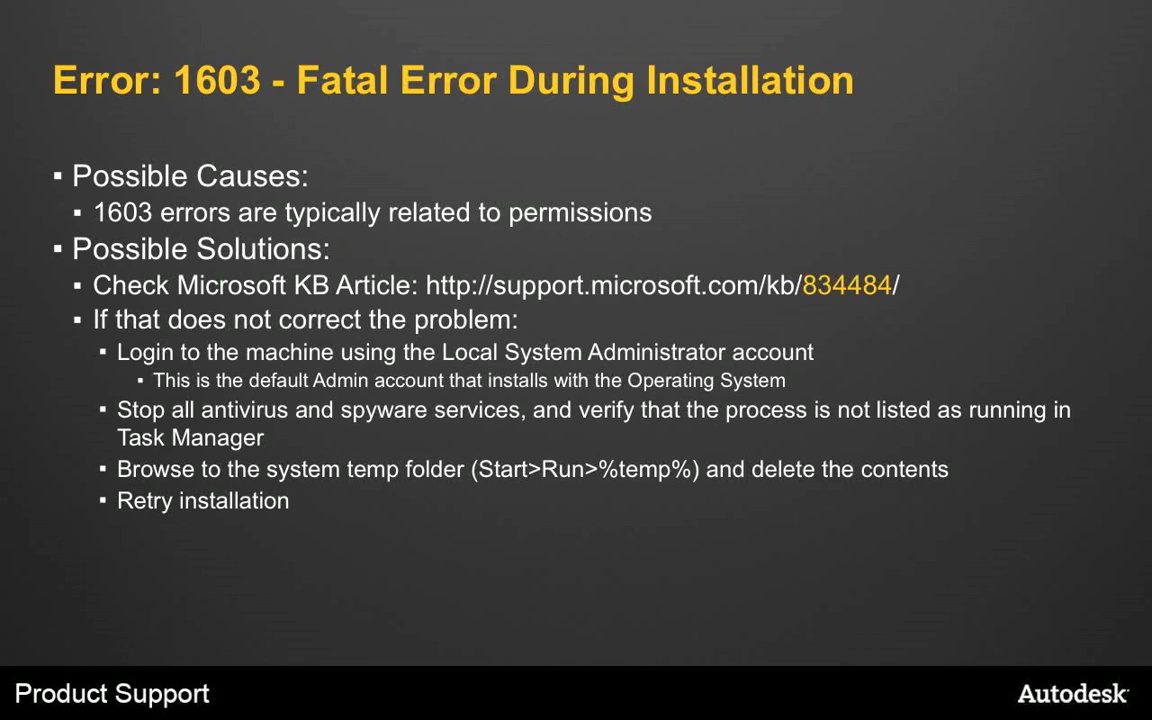 Error: 1603 - Fatal Error During Installation
▪ Possible Causes:
▪ 1603 errors are typically related to permissions
▪ Possible Solutions:
▪ Check Microsoft KB Article: http://support.microsoft.com/kb/834484/
▪ If that does not correct the problem:
▪ Login to the machine using the Local System Administrator account
▪ This is the default Admin account that installs with the Operating System
▪ Stop all antivirus and spyware services, and verify that the process is not listed as running in
Task Manager
▪ Browse to the system temp folder (Start>Run>%temp%) and delete the contents
▪ Retry installation
Product Support
Autodesk